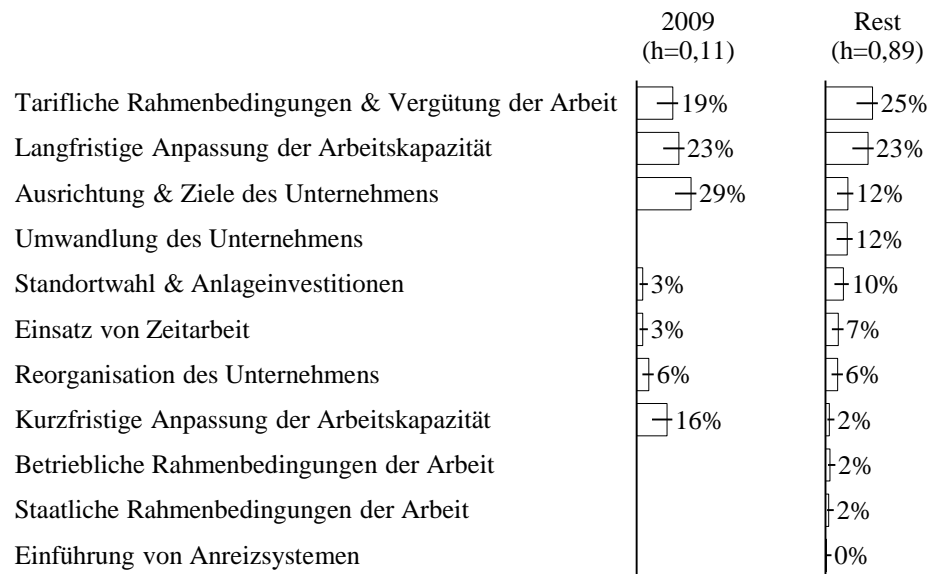 2009 Rest
(h=0,11) (h=0,89)
Tarifliche Rahmenbedingungen & Vergütung der Arbeit 19% 25%
Langfristige Anpassung der Arbeitskapazität 23% 23%
Ausrichtung & Ziele des Unternehmens 29% 12%
Umwandlung des Unternehmens 12%
Standortwahl & Anlageinvestitionen 3% 10%
Einsatz von Zeitarbeit 3% 7%
Reorganisation des Unternehmens 6% 6%
Kurzfristige Anpassung der Arbeitskapazität 16% 2%
Betriebliche Rahmenbedingungen der Arbeit 2%
Staatliche Rahmenbedingungen der Arbeit 2%
Einführung von Anreizsystemen 0%